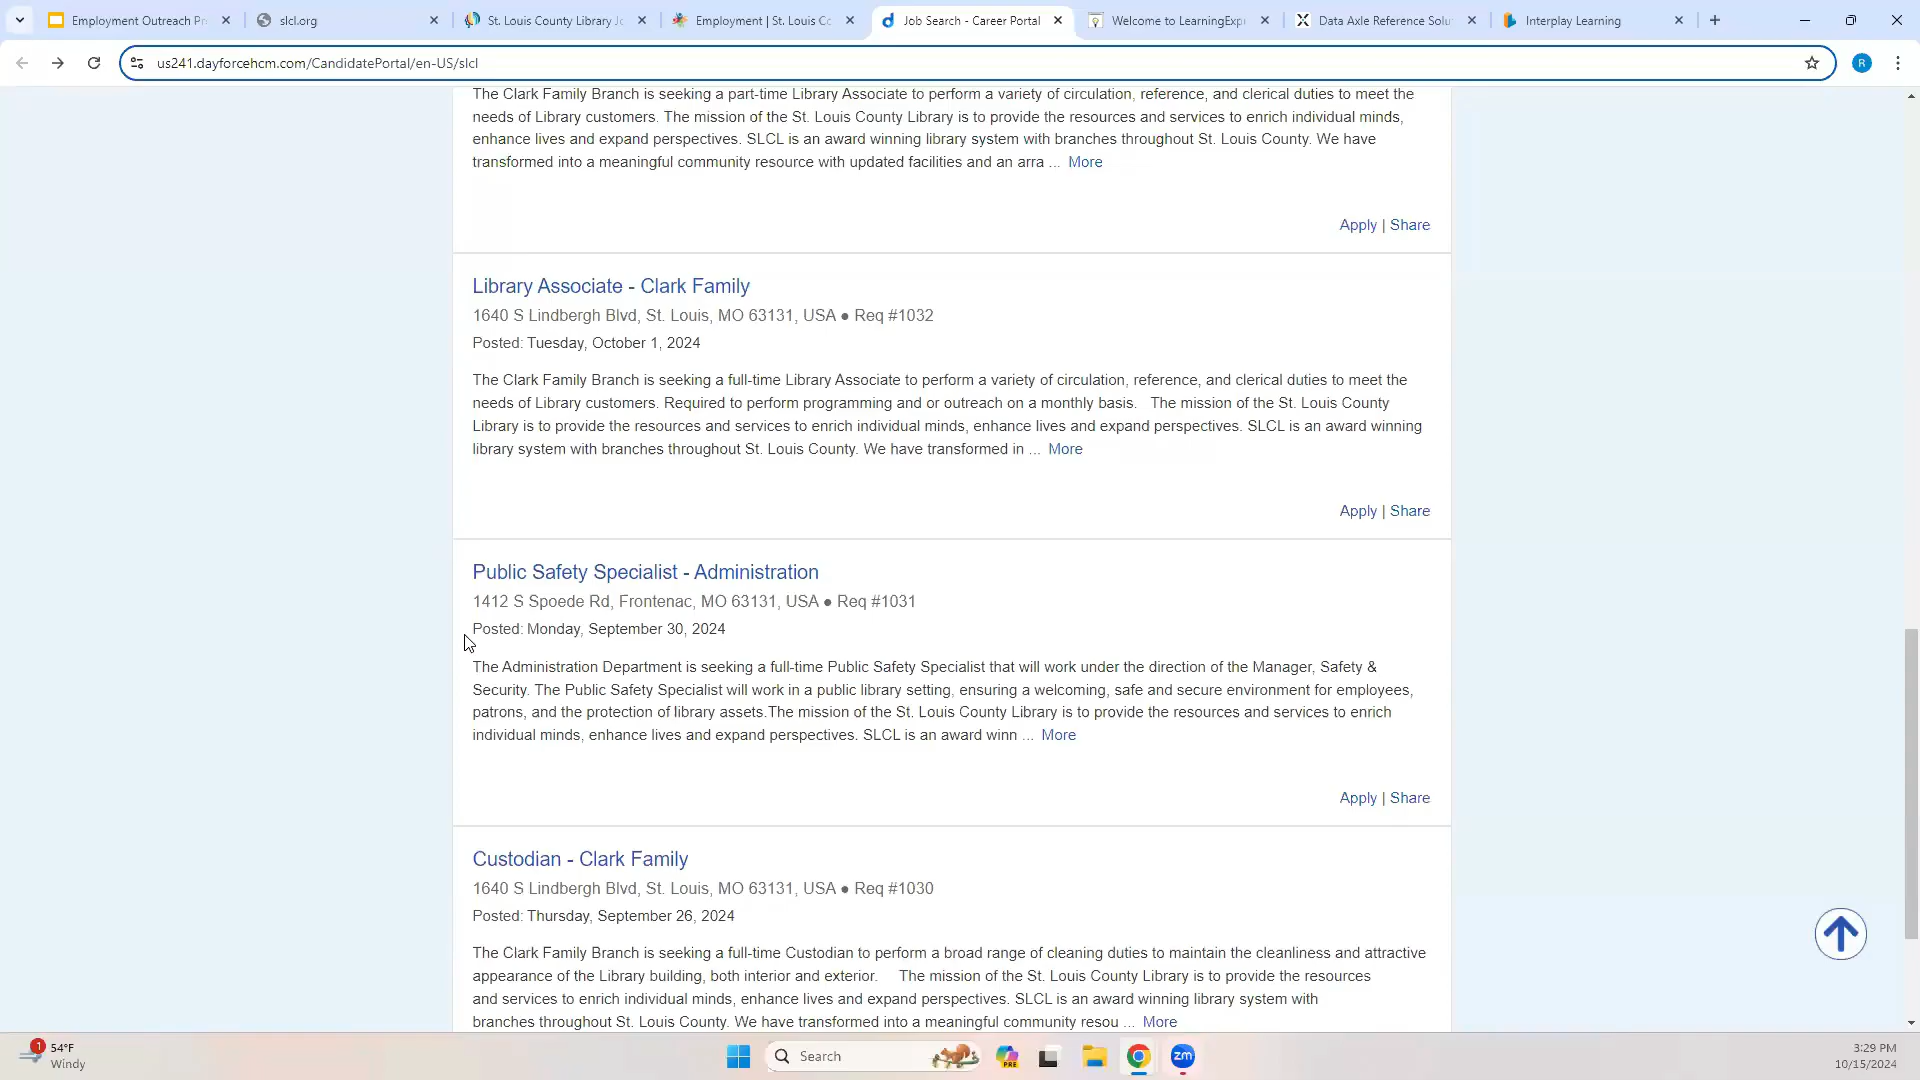 Employment Outreach Pr
slcl.org
St. Louis County Library Jo
Employment | St. Louis Co
Job Search - Career Portal
Welcome to LearningExpr
Data Axle Reference Solu
Interplay Learning
us241.dayforcehcm.com/CandidatePortal/en-US/slcl
R
The Clark Family Branch is seeking a part-time Library Associate to perform a variety of circulation, reference, and clerical duties to meet the
needs of Library customers. The mission of the St. Louis County Library is to provide the resources and services to enrich individual minds,
enhance lives and expand perspectives. SLCL is an award winning library system with branches throughout St. Louis County. We have
transformed into a meaningful community resource with updated facilities and an arra ... More
Apply | Share
Library Associate - Clark Family
1640 S Lindbergh Blvd, St. Louis, MO 63131, USA ● Req #1032
Posted: Tuesday, October 1, 2024
The Clark Family Branch is seeking a full-time Library Associate to perform a variety of circulation, reference, and clerical duties to meet the
needs of Library customers. Required to perform programming and or outreach on a monthly basis. The mission of the St. Louis County
Library is to provide the resources and services to enrich individual minds, enhance lives and expand perspectives. SLCL is an award winning
library system with branches throughout St. Louis County. We have transformed in ... More
Apply | Share
Public Safety Specialist - Administration
1412 S Spoede Rd, Frontenac, MO 63131, USA ● Req #1031
Posted: Monday, September 30, 2024
The Administration Department is seeking a full-time Public Safety Specialist that will work under the direction of the Manager, Safety &
Security. The Public Safety Specialist will work in a public library setting, ensuring a welcoming, safe and secure environment for employees,
patrons, and the protection of library assets.The mission of the St. Louis County Library is to provide the resources and services to enrich
individual minds, enhance lives and expand perspectives. SLCL is an award winn ... More
Apply | Share
Custodian - Clark Family
1640 S Lindbergh Blvd, St. Louis, MO 63131, USA ● Req #1030
Posted: Thursday, September 26, 2024
The Clark Family Branch is seeking a full-time Custodian to perform a broad range of cleaning duties to maintain the cleanliness and attractive
appearance of the Library building, both interior and exterior. The mission of the St. Louis County Library is to provide the resources
and services to enrich individual minds, enhance lives and expand perspectives. SLCL is an award winning library system with
branches throughout St. Louis County. We have transformed into a meaningful community resou ... More
1
54°F
Windy
Search
PRE
zm
3:29 PM
10/15/2024